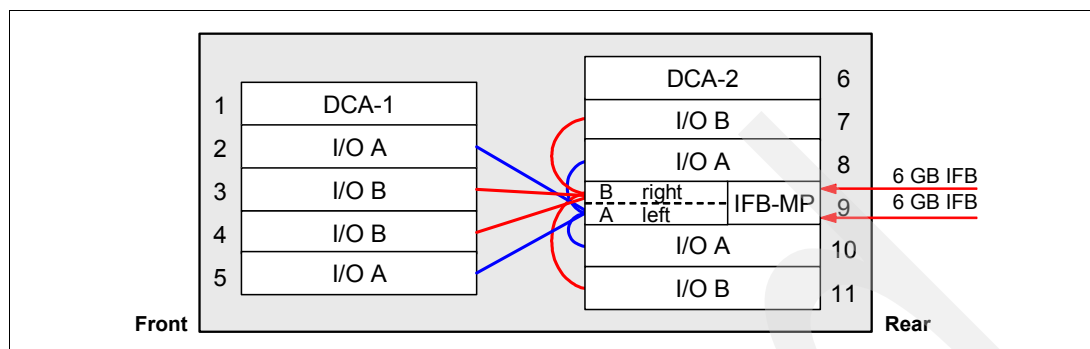 DCA-2 6
1 DCA-1
I/O B 7
2 I/O A
I/O A 8
6 GB IFB
3 I/O B
B right
IFB-MP 9
6 GB IFB
A left
4 I/O B
I/O A 10
5 I/O A
I/O B 11
Front
Rear